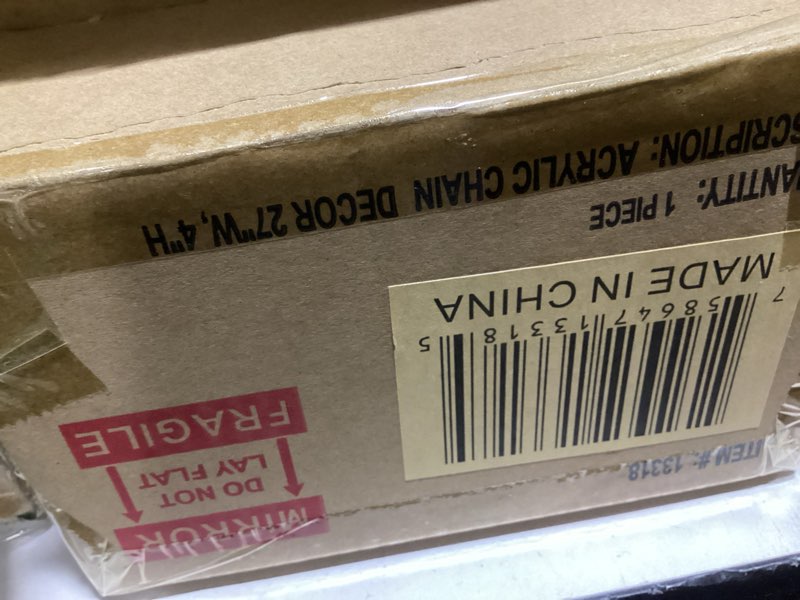 ITEM #: 13318
7 58647 13318 5
MADE IN CHINA
MIRROR
DO NOT
LAY FLAT
FRAGILE
ANTITY: 1 PIECE
SCRIPTION: ACRYLIC CHAIN DECOR 27"W, 4"H